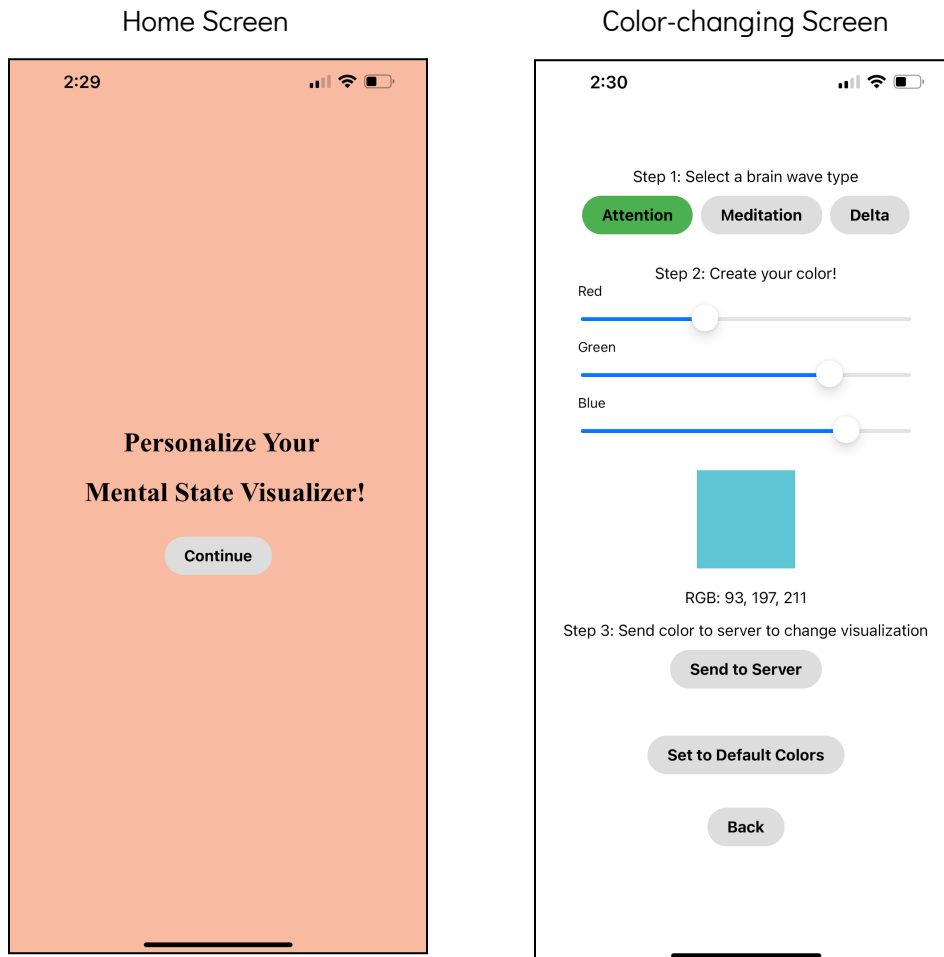 Home Screen
2:29
Personalize Your
Mental State Visualizer!
Continue
Color-changing Screen
2:30
Step 1: Select a brain wave type
Attention Meditation Delta
Step 2: Create your color!
Red
Green
Blue
RGB: 93, 197, 211
Step 3: Send color to server to change visualization
Send to Server
Set to Default Colors
Back